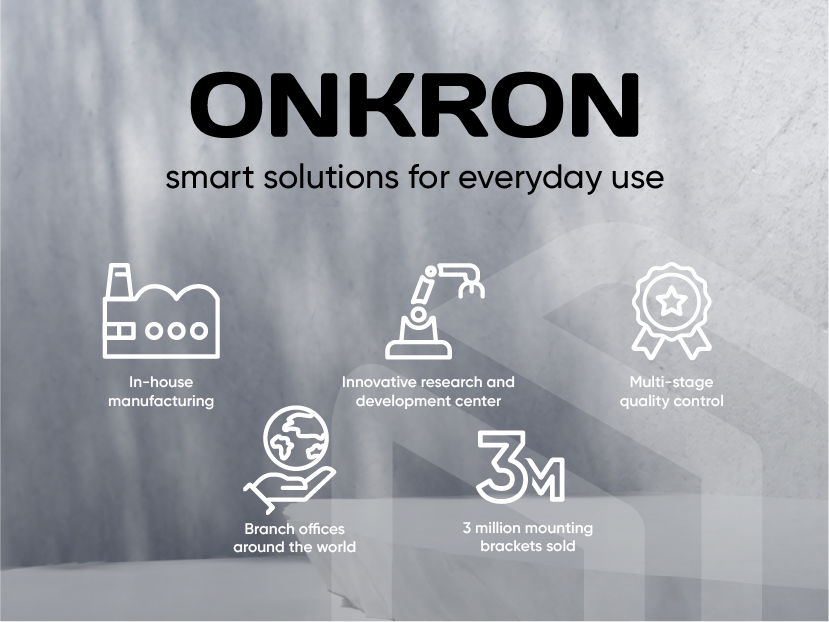 ONKRON
smart solutions for everyday use
In-house
manufacturing
Innovative research and
development center
Multi-stage
quality control
3M
Branch offices
around the world
3 million mounting
brackets sold